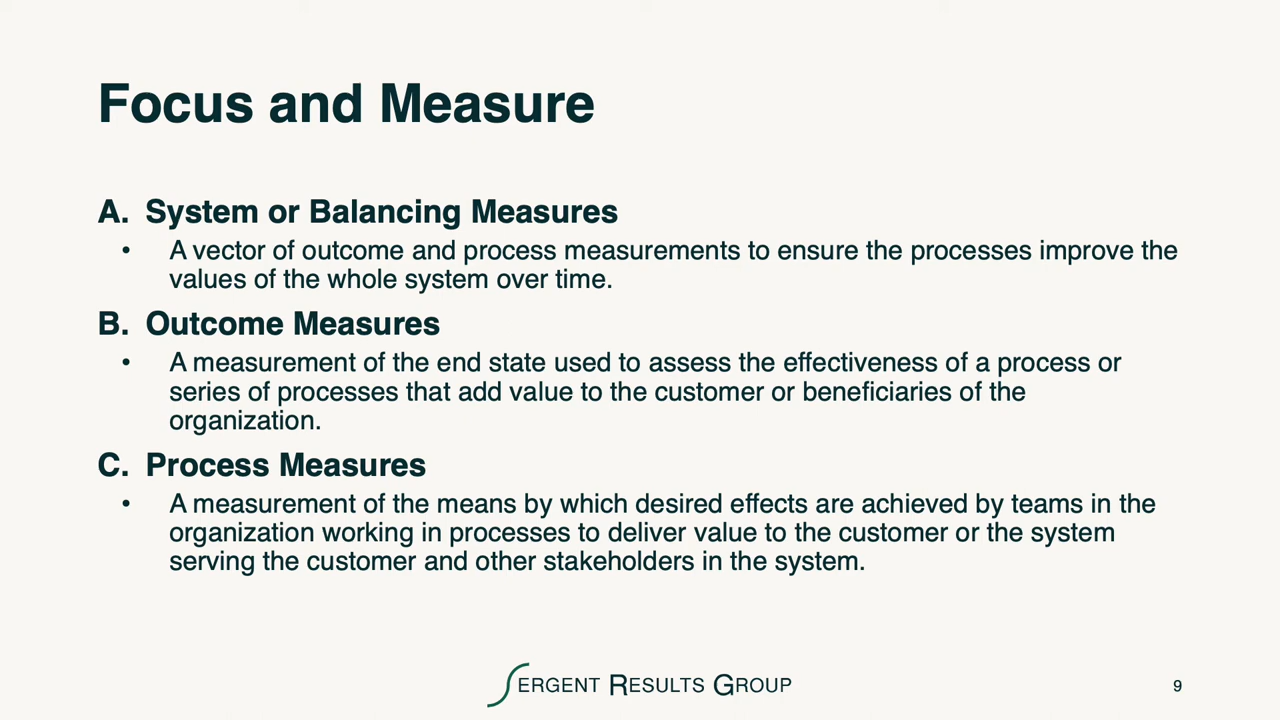 Focus and Measure
A. System or Balancing Measures
• A vector of outcome and process measurements to ensure the processes improve the
values of the whole system over time.
B. Outcome Measures
• A measurement of the end state used to assess the effectiveness of a process or
series of processes that add value to the customer or beneficiaries of the
organization.
C. Process Measures
• A measurement of the means by which desired effects are achieved by teams in the
organization working in processes to deliver value to the customer or the system
serving the customer and other stakeholders in the system.
SERGENT RESULTS GROUP
9